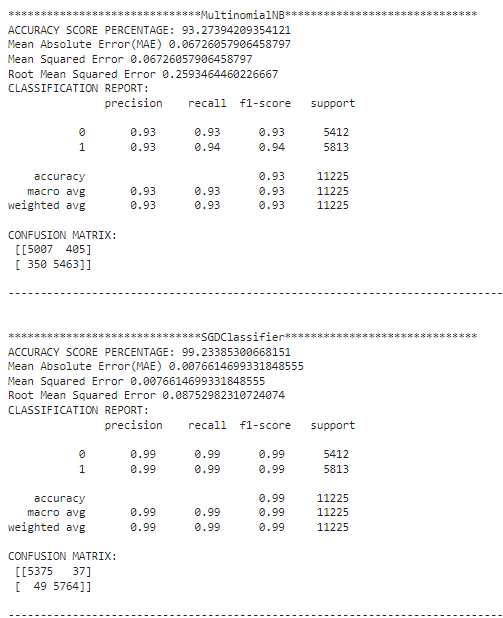 ******************************MultinomialNB******************************
ACCURACY SCORE PERCENTAGE: 93.27394209354121
Mean Absolute Error(MAE) 0.06726057906458797
Mean Squared Error 0.06726057906458797
Root Mean Squared Error 0.2593464460226667
CLASSIFICATION REPORT:
precision recall f1-score support
0 0.93 0.93 0.93 5412
1 0.93 0.94 0.94 5813
accuracy 0.93 11225
macro avg 0.93 0.93 0.93 11225
weighted avg 0.93 0.93 0.93 11225
CONFUSION MATRIX:
[[5007 405]
[ 350 5463]]
-----------------------------------------------------------------------------
******************************SGDClassifier******************************
ACCURACY SCORE PERCENTAGE: 99.23385300668151
Mean Absolute Error(MAE) 0.0076614699331848555
Mean Squared Error 0.0076614699331848555
Root Mean Squared Error 0.08752982310724074
CLASSIFICATION REPORT:
precision recall f1-score support
0 0.99 0.99 0.99 5412
1 0.99 0.99 0.99 5813
accuracy 0.99 11225
macro avg 0.99 0.99 0.99 11225
weighted avg 0.99 0.99 0.99 11225
CONFUSION MATRIX:
[[5375 37]
[ 49 5764]]
-----------------------------------------------------------------------------